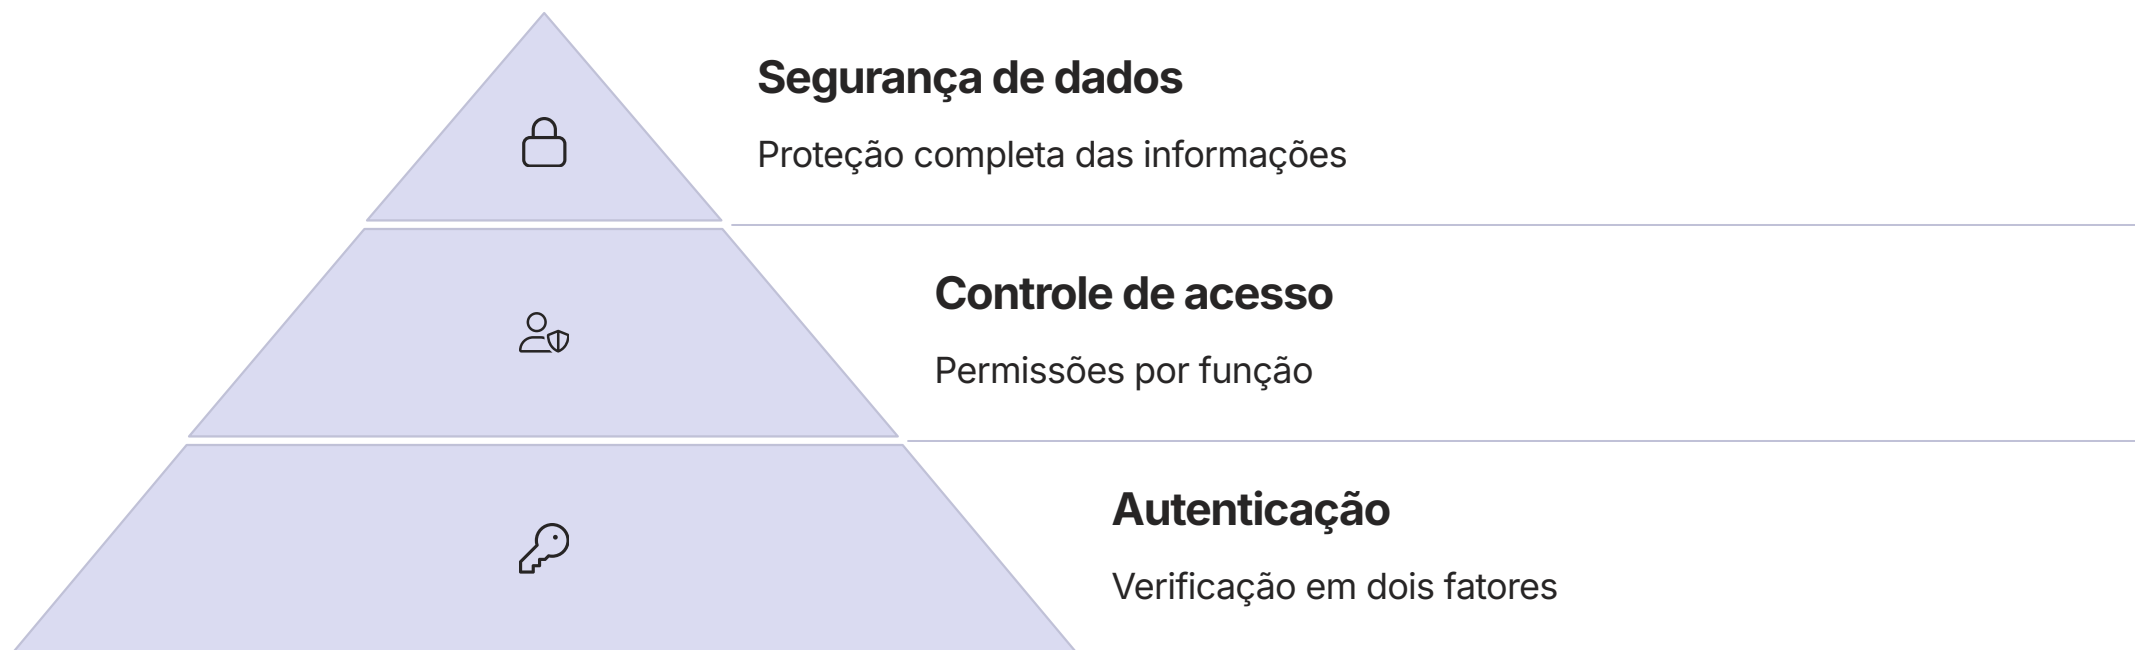 Segurança de dados
Proteção completa das informações
Controle de acesso
Permissões por função
Autenticação
Verificação em dois fatores